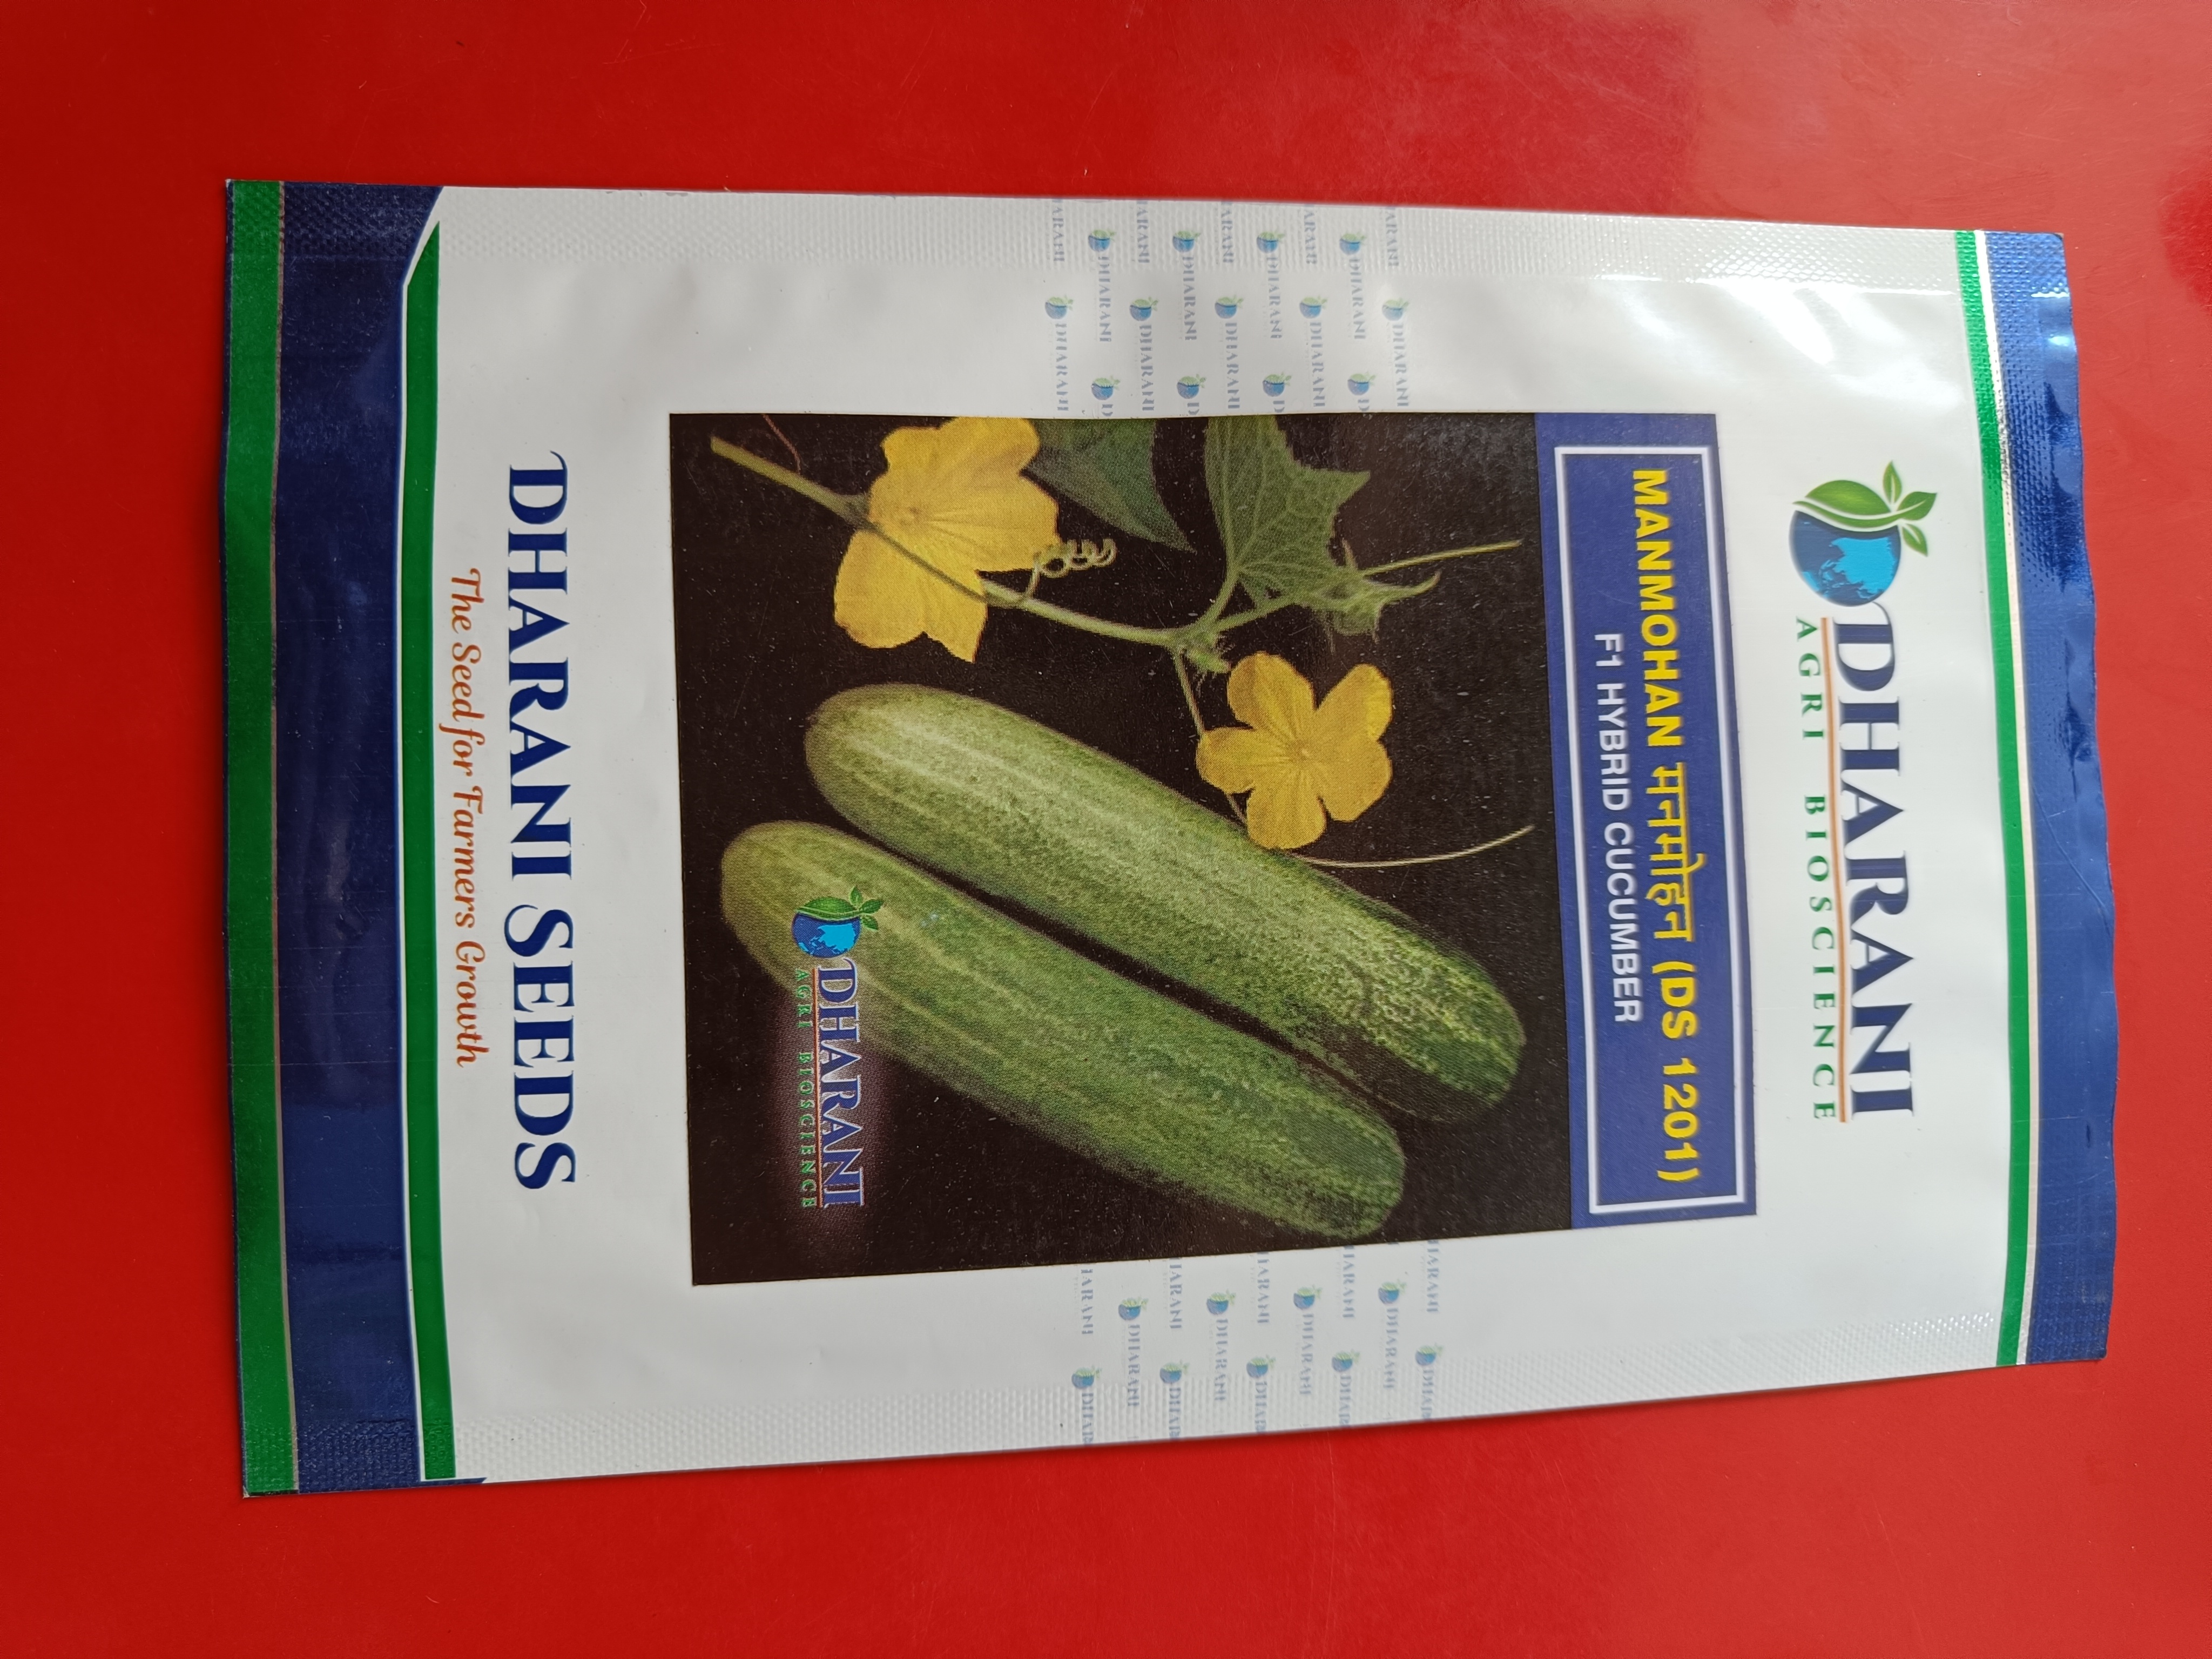 DHARANI
AGRI BIOSCIENCE
MANMOHAN मनमोहन (DS 1201)
F1 HYBRID CUCUMBER
DHARANI
AGRI BIOSCIENCE
DHARANI SEEDS
The Seed for Farmers Growth